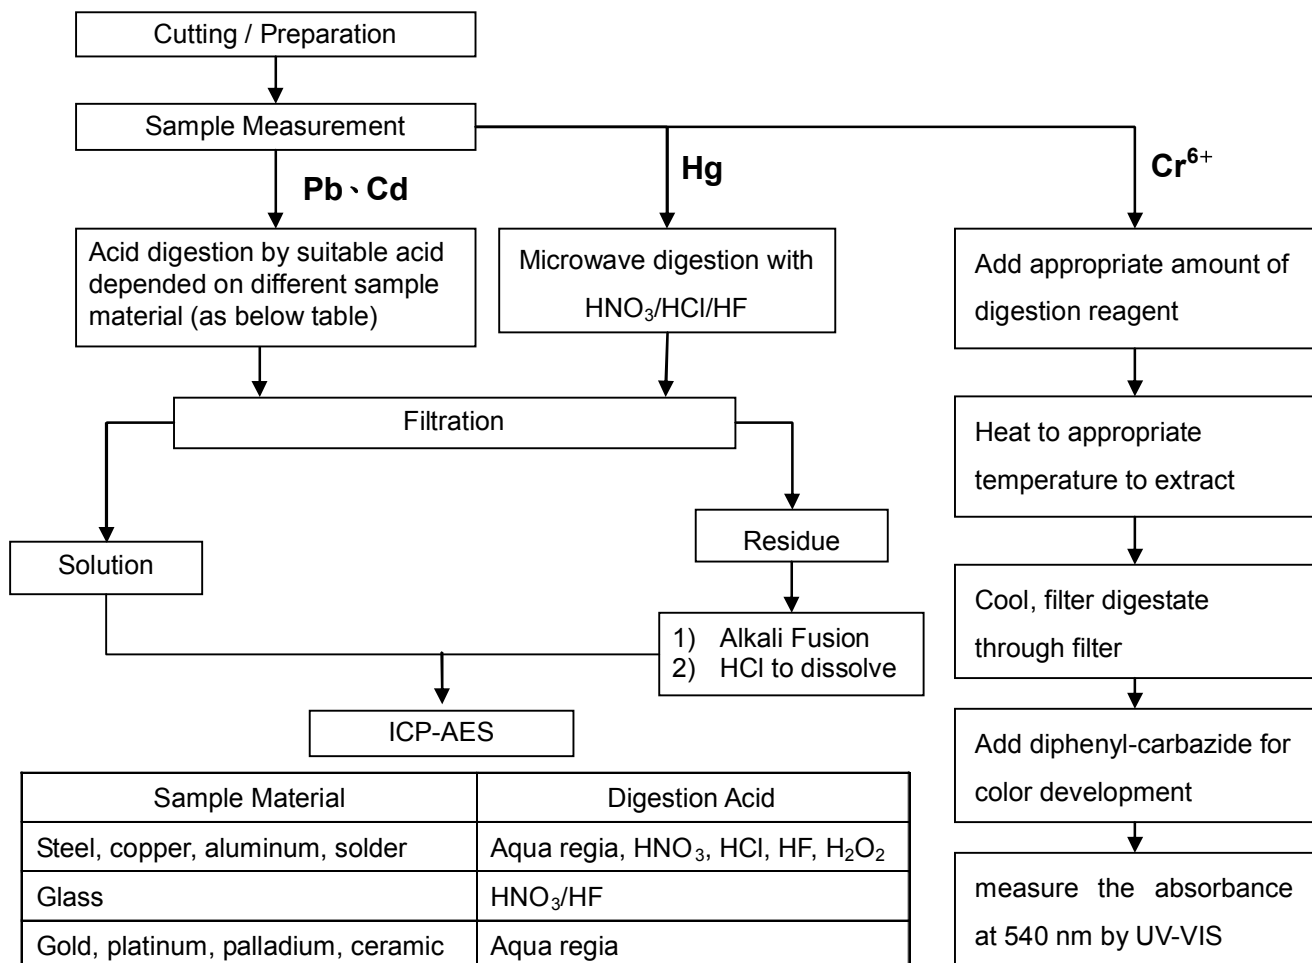 Cutting / Preparation
Sample Measurement
Pb、Cd
Hg
Cr⁶⁺
Acid digestion by suitable acid
depended on different sample
material (as below table)
Microwave digestion with
HNO₃/HCl/HF
Add appropriate amount of
digestion reagent
Filtration
Heat to appropriate
temperature to extract
Solution
Residue
Cool, filter digestate
through filter
1) Alkali Fusion
2) HCl to dissolve
ICP-AES
Add diphenyl-carbazide for
color development
measure the absorbance
at 540 nm by UV-VIS
Sample Material Digestion Acid
Steel, copper, aluminum, solder Aqua regia, HNO₃, HCl, HF, H₂O₂
Glass HNO₃/HF
Gold, platinum, palladium, ceramic Aqua regia